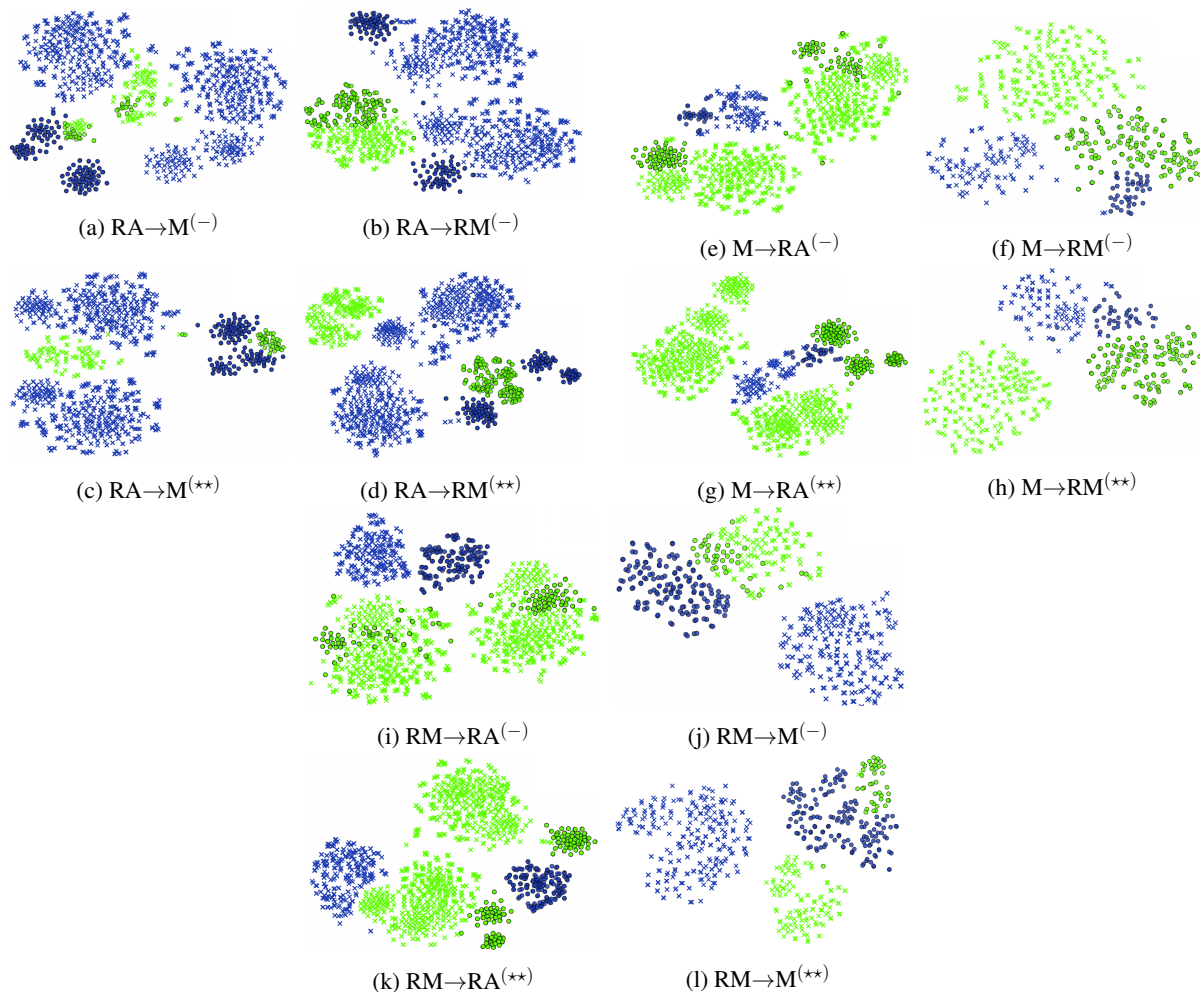 (a) RA→M(−)
(b) RA→RM(−)
(e) M→RA(−)
(f) M→RM(−)
(c) RA→M(⋆⋆)
(d) RA→RM(⋆⋆)
(g) M→RA(⋆⋆)
(h) M→RM(⋆⋆)
(i) RM→RA(−)
(j) RM→M(−)
(k) RM→RA(⋆⋆)
(l) RM→M(⋆⋆)